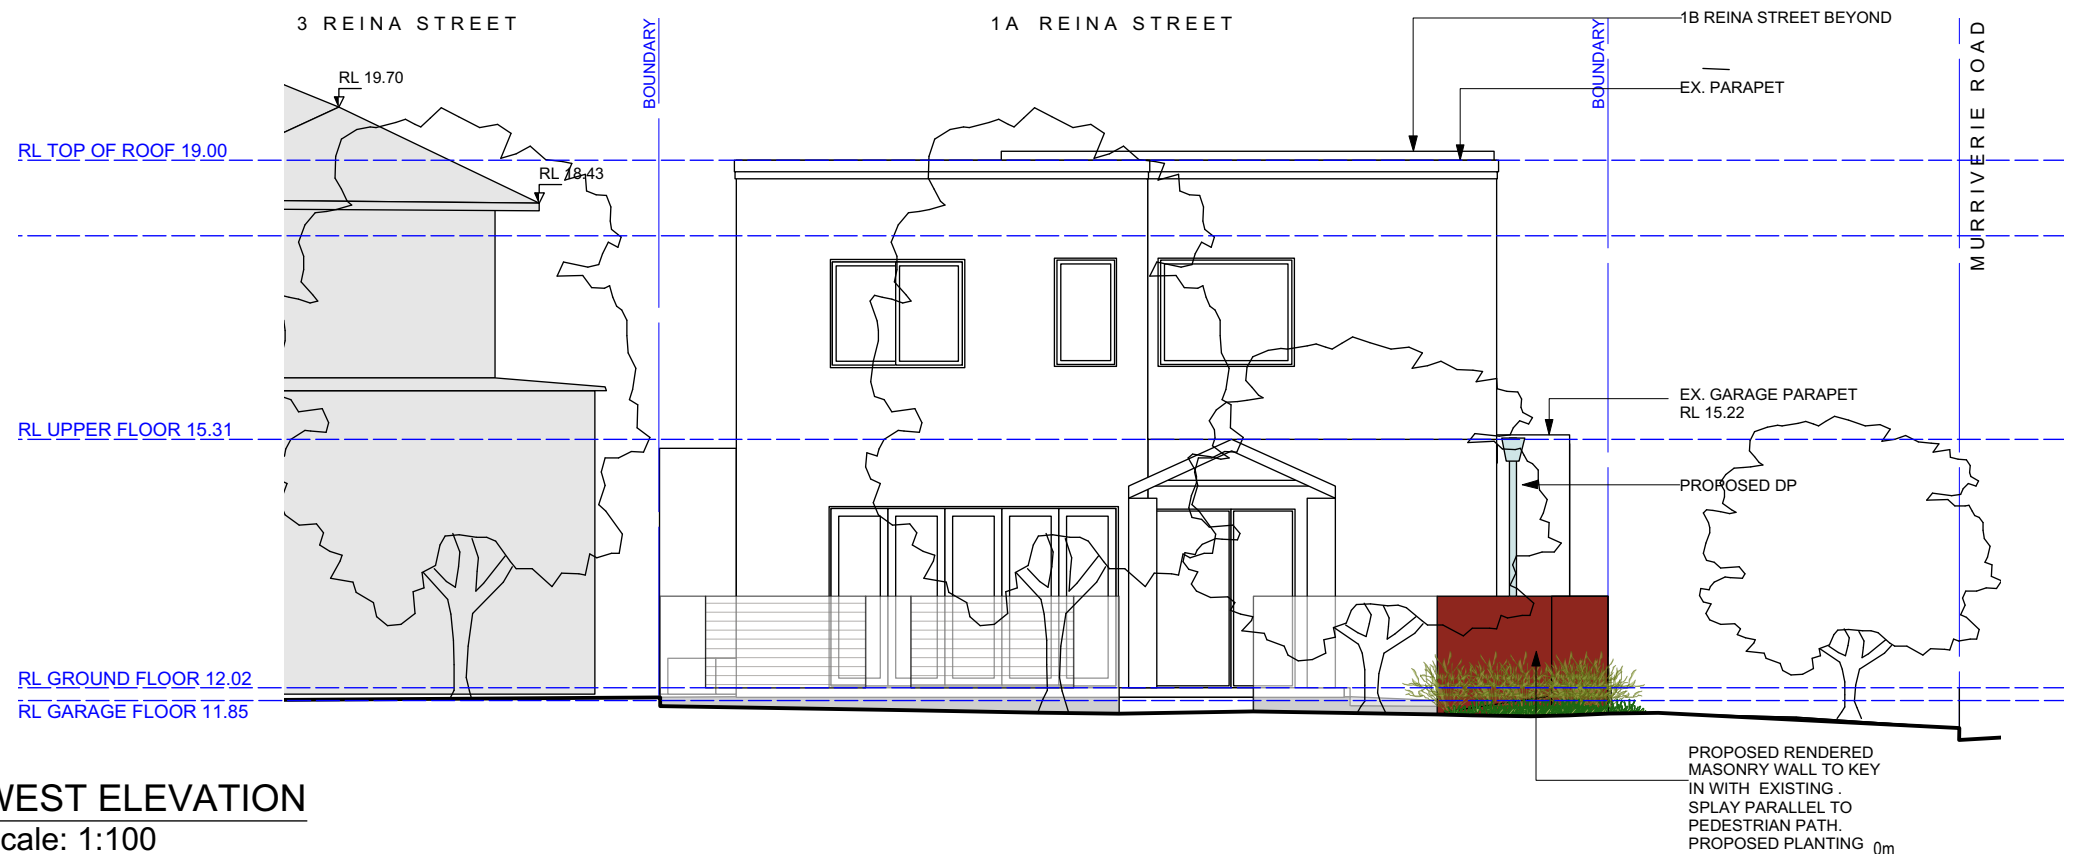 3 REINA STREET
1A REINA STREET
1B REINA STREET BEYOND
BOUNDARY
BOUNDARY
MURRIVERIE ROAD
RL 19.70
EX. PARAPET
RL TOP OF ROOF 19.00
RL 18.43
EX. GARAGE PARAPET
RL 15.22
RL UPPER FLOOR 15.31
PROPOSED DP
RL GROUND FLOOR 12.02
RL GARAGE FLOOR 11.85
PROPOSED RENDERED
MASONRY WALL TO KEY
IN WITH EXISTING .
SPLAY PARALLEL TO
PEDESTRIAN PATH.
PROPOSED PLANTING
0m
WEST ELEVATION
cale: 1:100